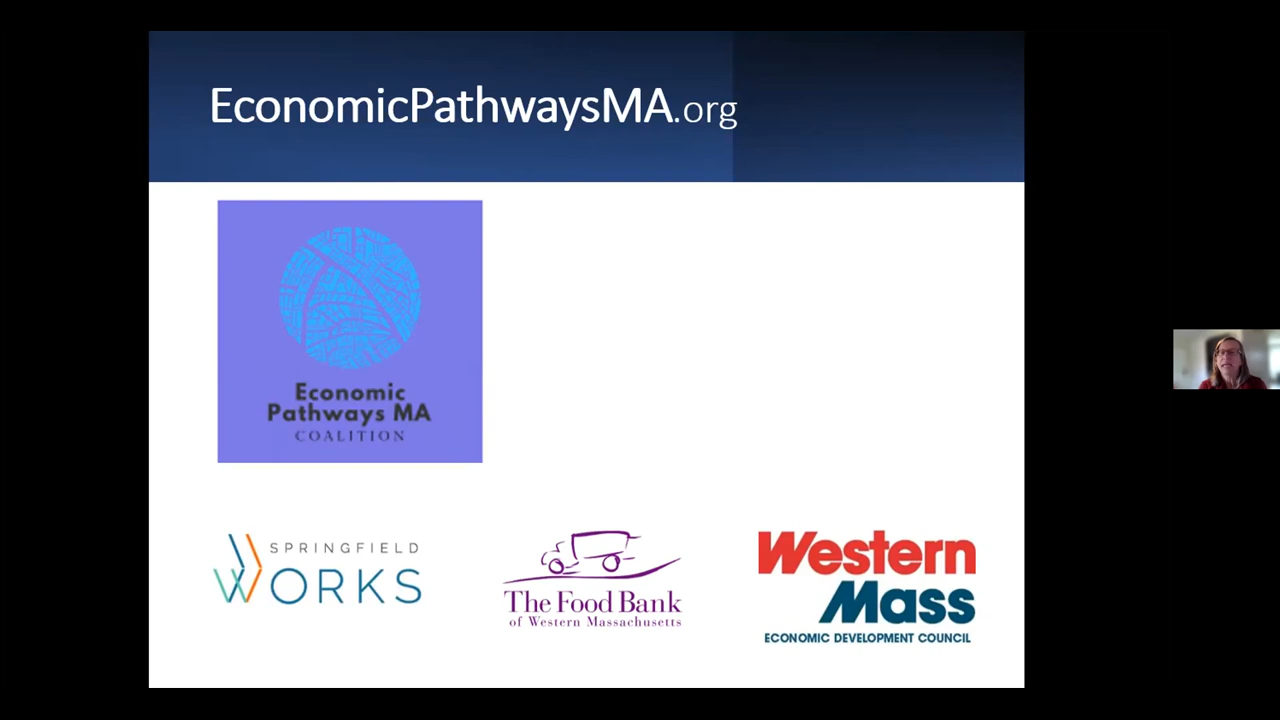 EconomicPathwaysMA.org
Economic
Pathways MA
COALITION
SPRINGFIELD
WORKS
The Food Bank
of Western Massachusetts
Western
Mass
ECONOMIC DEVELOPMENT COUNCIL